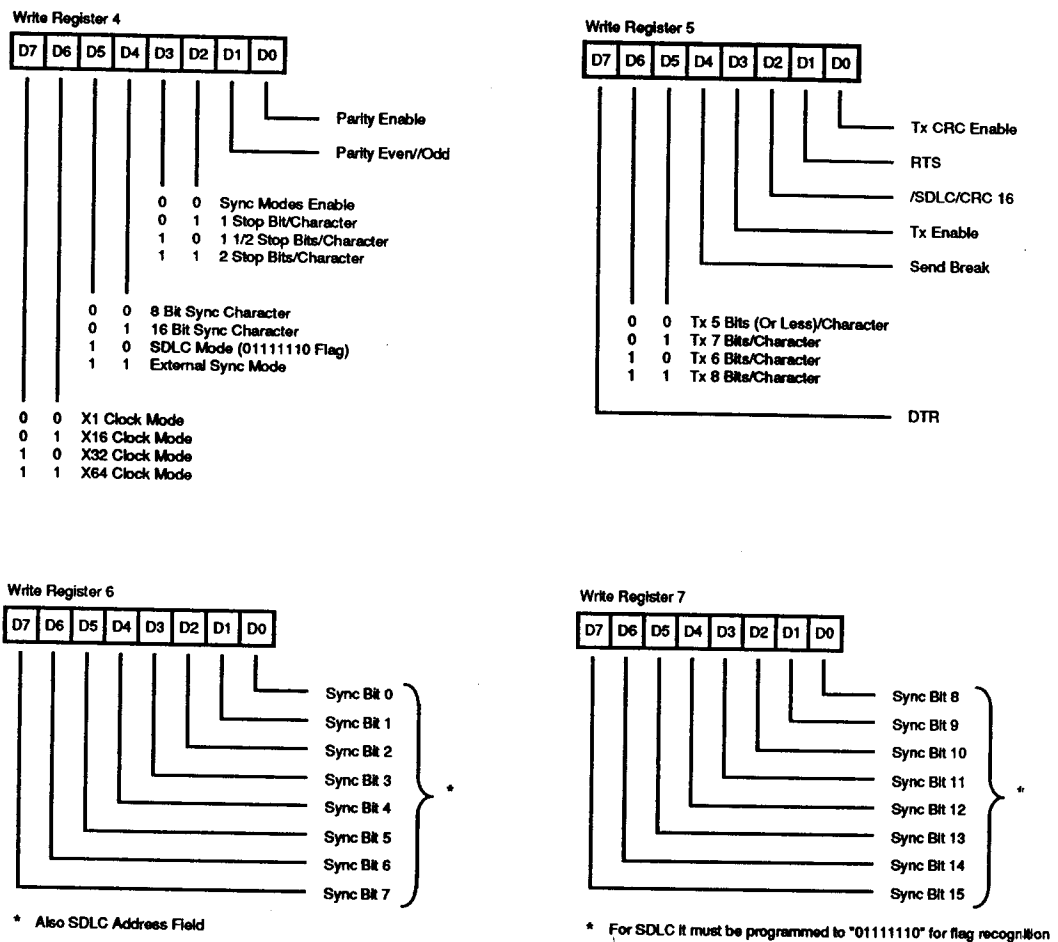 Write Register 4
D7 D6 D5 D4 D3 D2 D1 D0
Parity Enable
Parity Even//Odd
0 0 Sync Modes Enable
0 1 1 Stop Bit/Character
1 0 1 1/2 Stop Bits/Character
1 1 2 Stop Bits/Character
0 0 8 Bit Sync Character
0 1 16 Bit Sync Character
1 0 SDLC Mode (01111110 Flag)
1 1 External Sync Mode
0 0 X1 Clock Mode
0 1 X16 Clock Mode
1 0 X32 Clock Mode
1 1 X64 Clock Mode
Write Register 5
D7 D6 D5 D4 D3 D2 D1 D0
Tx CRC Enable
RTS
/SDLC/CRC 16
Tx Enable
Send Break
0 0 Tx 5 Bits (Or Less)/Character
0 1 Tx 7 Bits/Character
1 0 Tx 6 Bits/Character
1 1 Tx 8 Bits/Character
DTR
Write Register 6
D7 D6 D5 D4 D3 D2 D1 D0
Sync Bit 0
Sync Bit 1
Sync Bit 2
Sync Bit 3
Sync Bit 4
Sync Bit 5
Sync Bit 6
Sync Bit 7
*
* Also SDLC Address Field
Write Register 7
D7 D6 D5 D4 D3 D2 D1 D0
Sync Bit 8
Sync Bit 9
Sync Bit 10
Sync Bit 11
Sync Bit 12
Sync Bit 13
Sync Bit 14
Sync Bit 15
*
* For SDLC it must be programmed to "01111110" for flag recognition